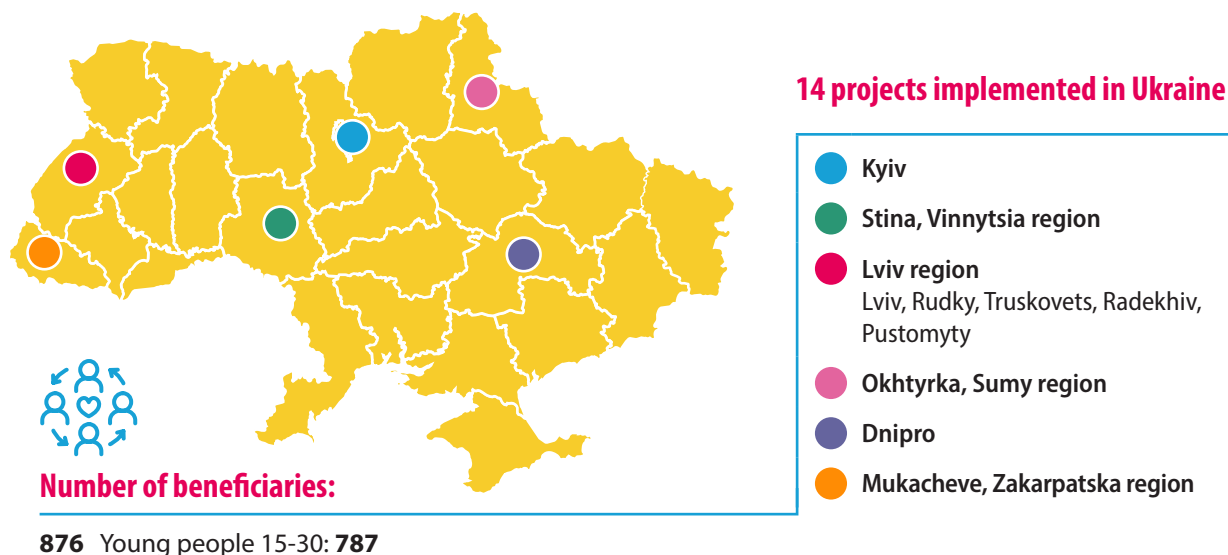 14 projects implemented in Ukraine
Kyiv
Stina, Vinnytsia region
Lviv region
Lviv, Rudky, Truskovets, Radekhiv,
Pustomyty
Okhtyrka, Sumy region
Dnipro
Mukacheve, Zakarpatska region
Number of beneficiaries:
876 Young people 15-30: 787